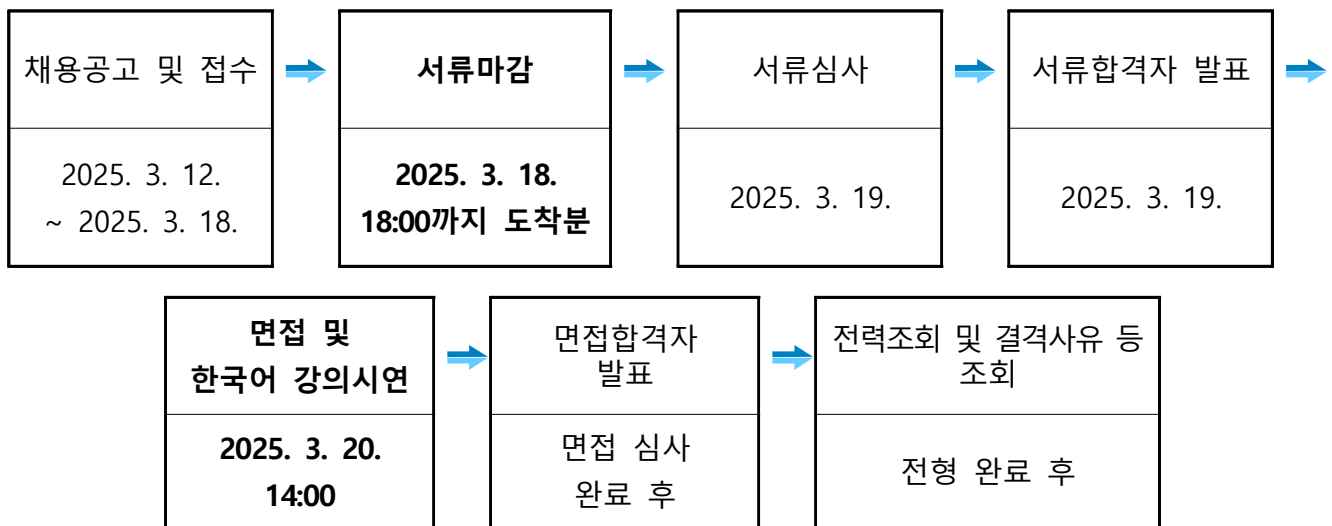 채용공고 및 접수
2025. 3. 12.
~ 2025. 3. 18.
서류마감
2025. 3. 18.
18:00까지 도착분
서류심사
2025. 3. 19.
서류합격자 발표
2025. 3. 19.
면접 및
한국어 강의시연
2025. 3. 20.
14:00
면접합격자
발표
면접 심사
완료 후
전력조회 및 결격사유 등
조회
전형 완료 후